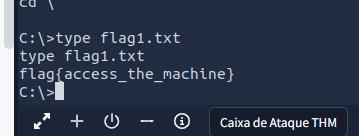 cd \
C:\>type flag1.txt
type flag1.txt
flag{access_the_machine}
C:\>
Caixa de Ataque THM